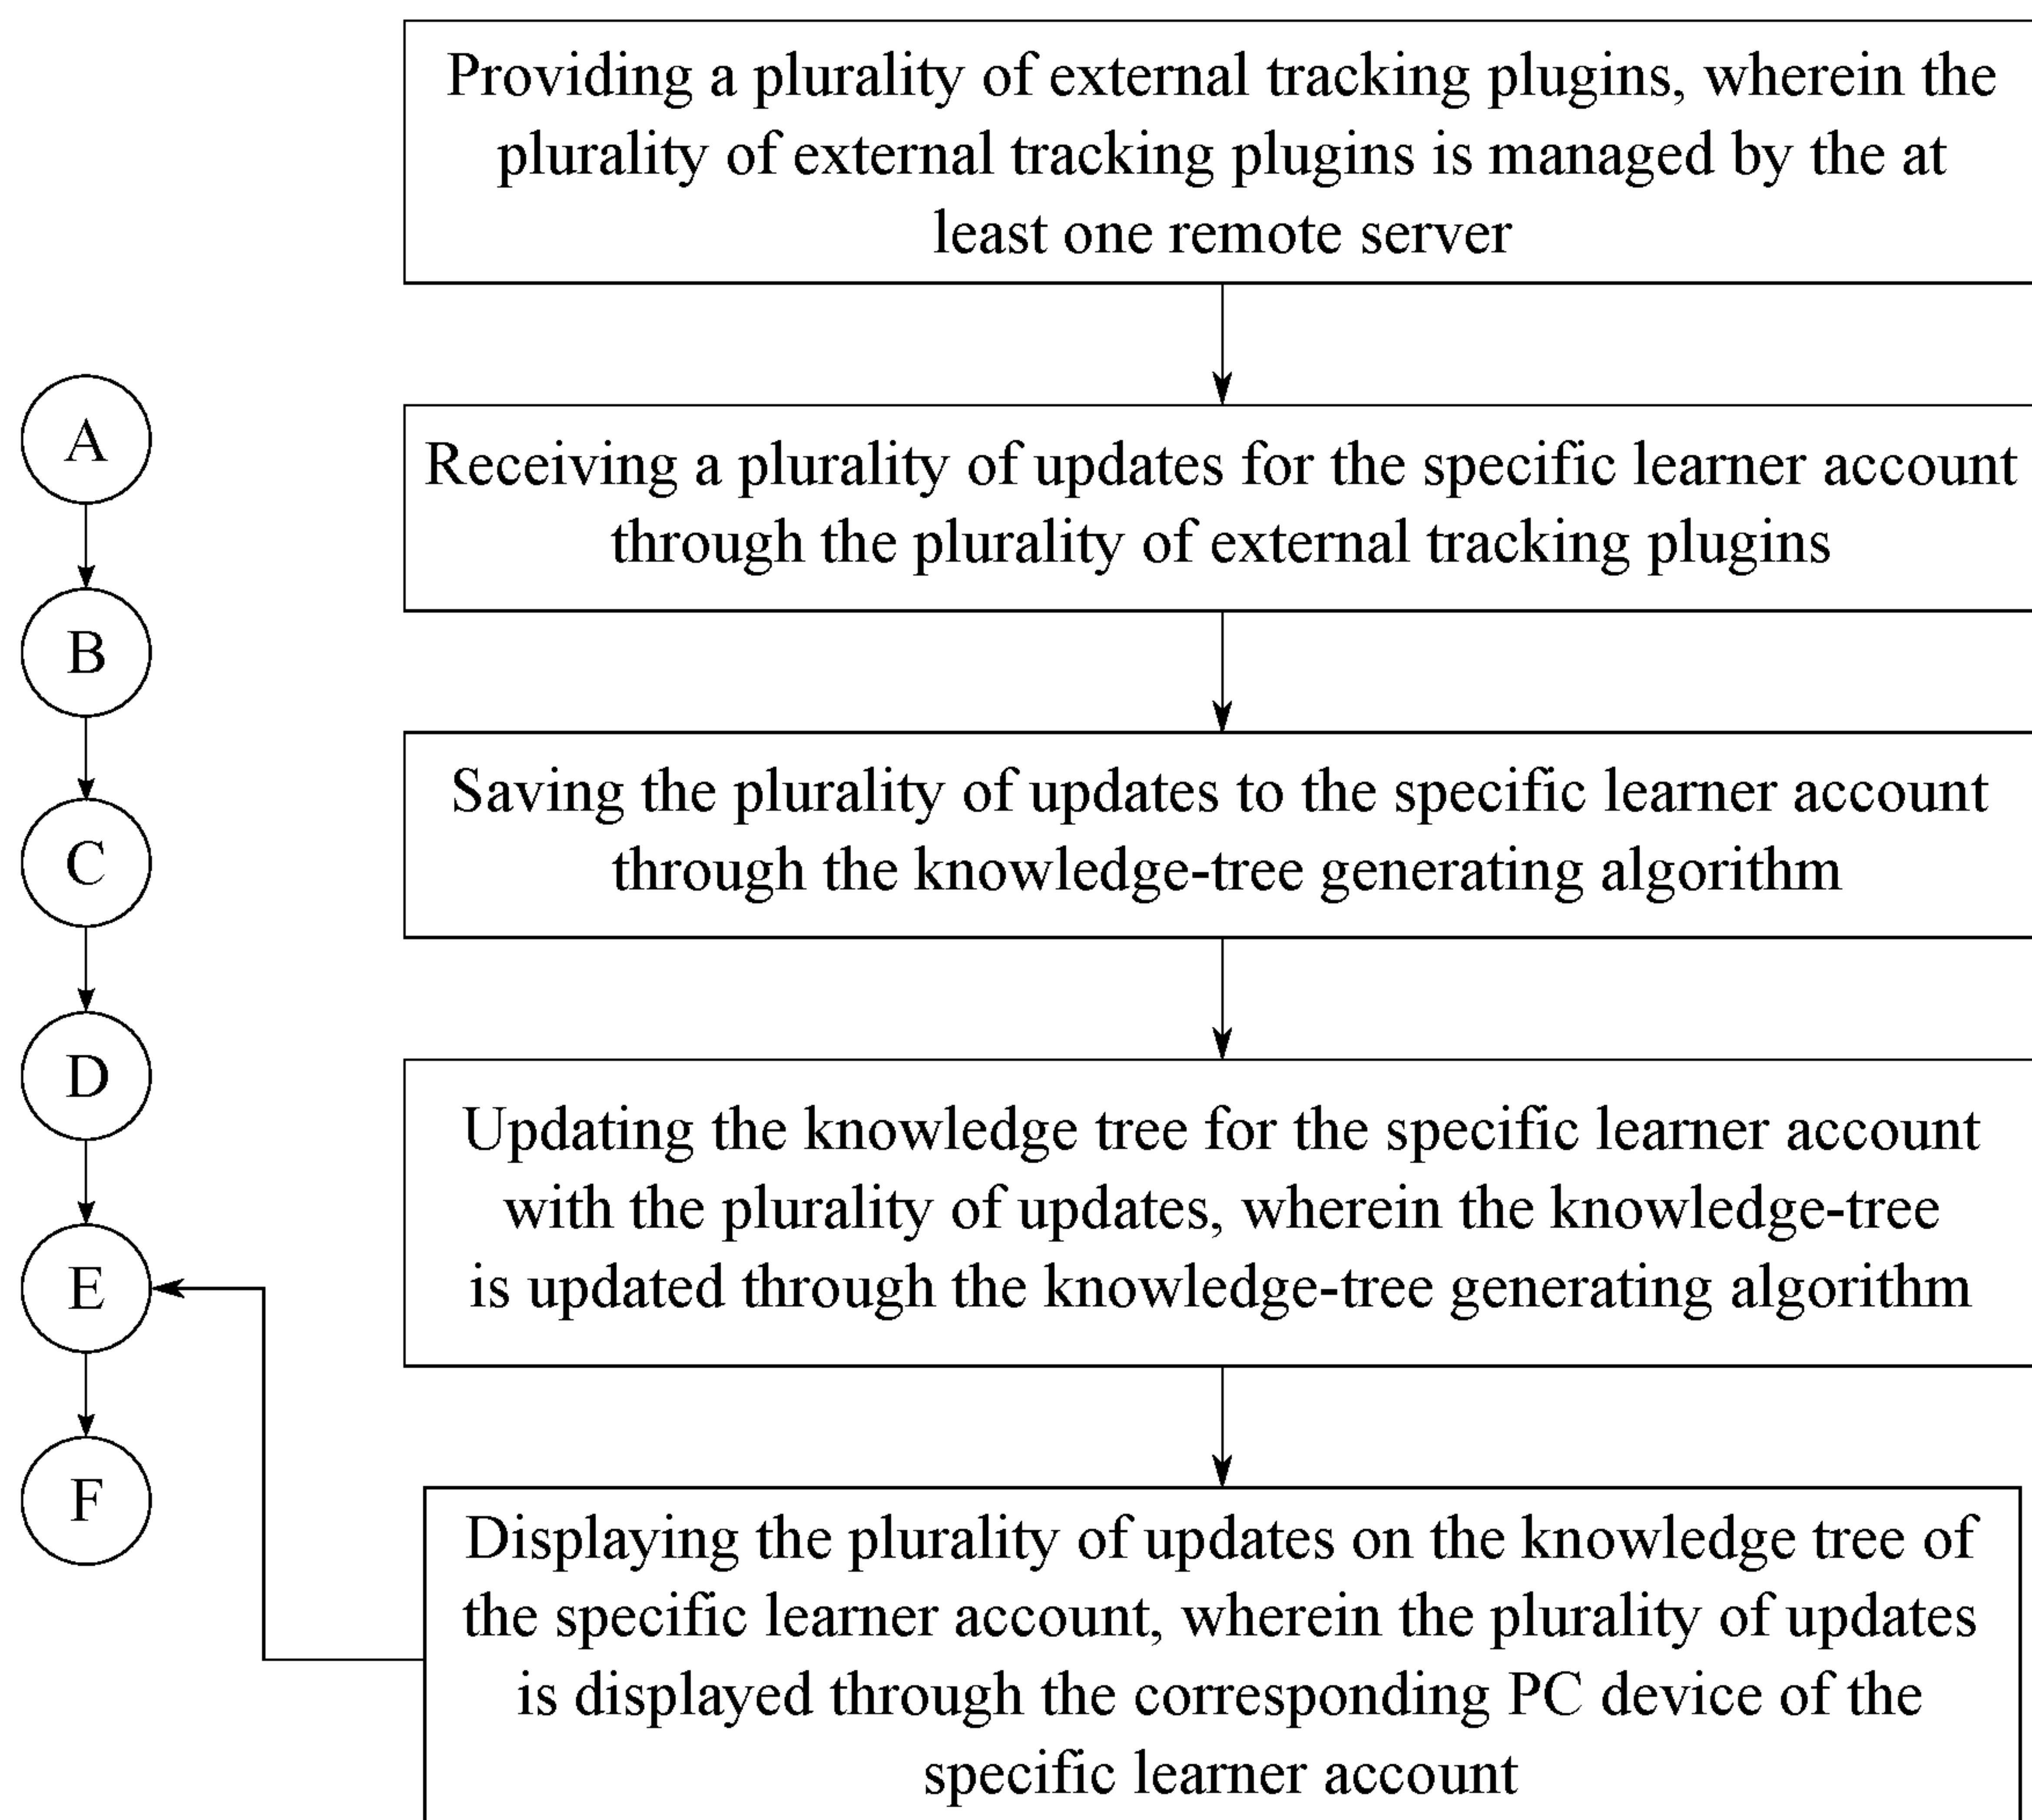 Providing a plurality of external tracking plugins, wherein the
plurality of external tracking plugins is managed by the at
least one remote server
A
B
C
D
E
F
Receiving a plurality of updates for the specific learner account
through the plurality of external tracking plugins
Saving the plurality of updates to the specific learner account
through the knowledge-tree generating algorithm
Updating the knowledge tree for the specific learner account
with the plurality of updates, wherein the knowledge-tree
is updated through the knowledge-tree generating algorithm
Displaying the plurality of updates on the knowledge tree of
the specific learner account, wherein the plurality of updates
is displayed through the corresponding PC device of the
specific learner account